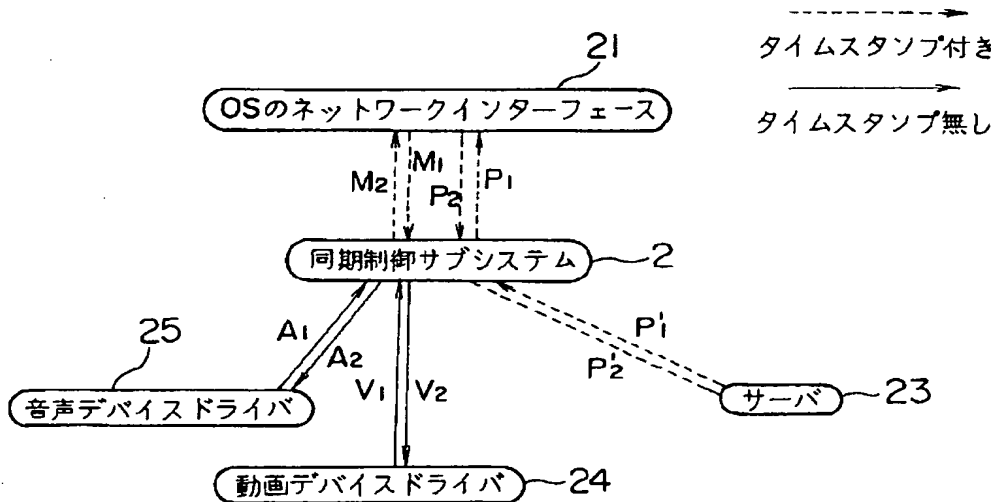 タイムスタンプ付き
21
OSのネットワークインターフェース
タイムスタンプ無し
M2
M1
P2
P1
同期制御サブシステム
2
25
A1
A2
V1
V2
P'1
P'2
音声デバイスドライバ
サーバ
23
動画デバイスドライバ
24